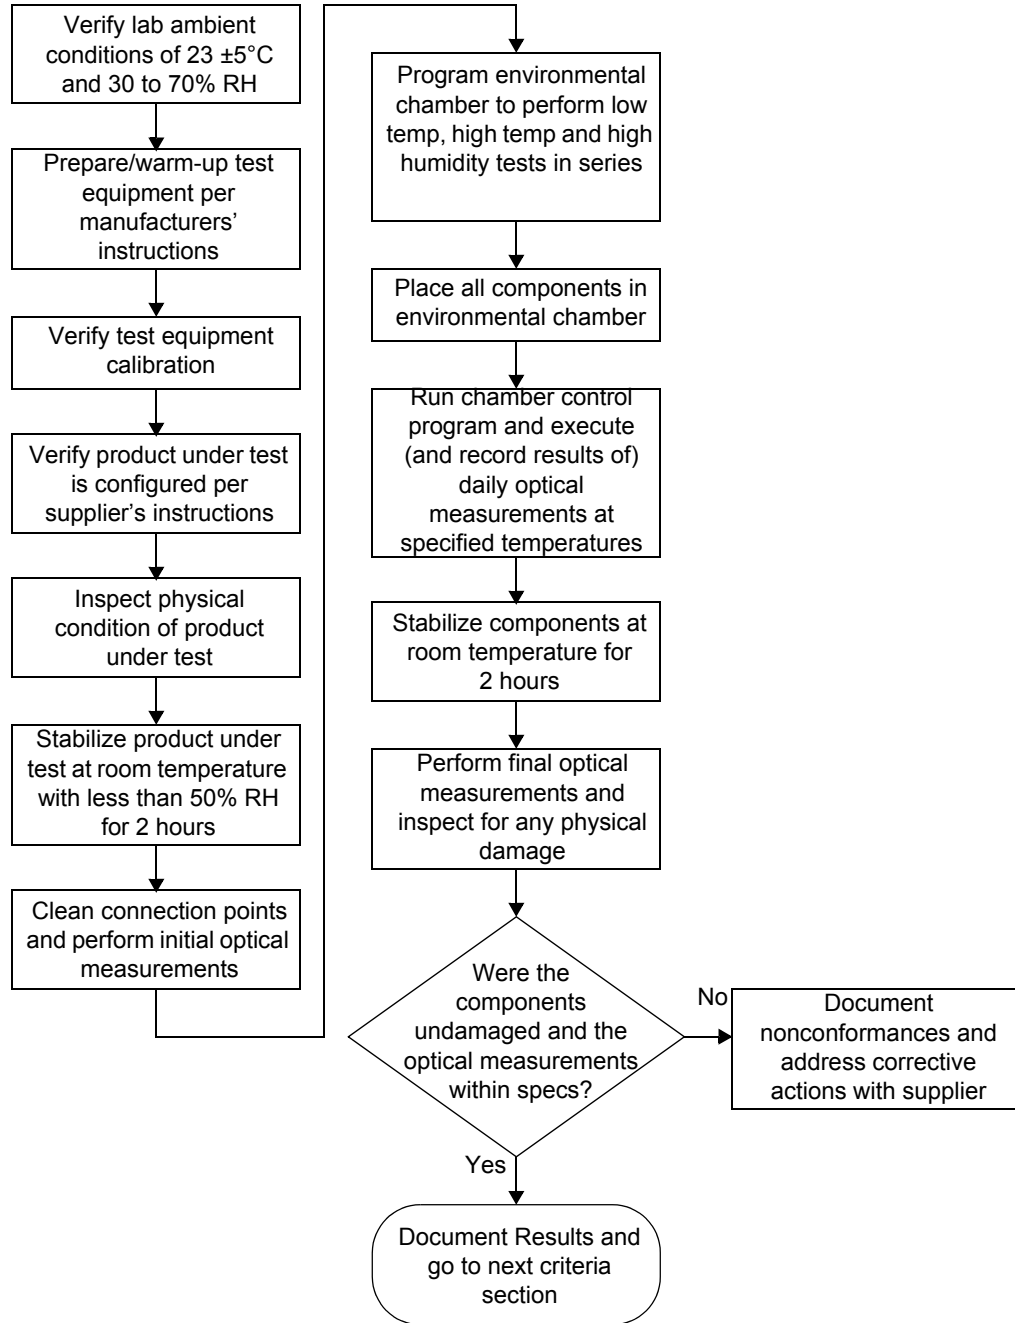 Verify lab ambient
conditions of 23 ±5°C
and 30 to 70% RH
Prepare/warm-up test
equipment per
manufacturers’
instructions
Verify test equipment
calibration
Verify product under test
is configured per
supplier’s instructions
Inspect physical
condition of product
under test
Stabilize product under
test at room temperature
with less than 50% RH
for 2 hours
Clean connection points
and perform initial optical
measurements
Program environmental
chamber to perform low
temp, high temp and high
humidity tests in series
Place all components in
environmental chamber
Run chamber control
program and execute
(and record results of)
daily optical
measurements at
specified temperatures
Stabilize components at
room temperature for
2 hours
Perform final optical
measurements and
inspect for any physical
damage
Were the
components
undamaged and the
optical measurements
within specs?
No
Document
nonconformances and
address corrective
actions with supplier
Yes
Document Results and
go to next criteria
section